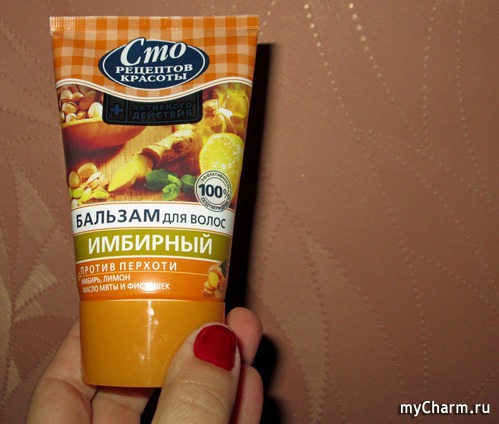 Сто
РЕЦЕПТОВ
КРАСОТЫ
АКТИВНОГО
ДЕЙСТВИЯ
100%
БАЛЬЗАМ ДЛЯ ВОЛОС
ИМБИРНЫЙ
ПРОТИВ ПЕРХОТИ
ИМБИРЬ, ЛИМОН
МАСЛО МЯТЫ И ФИСТАШЕК
myCharm.ru